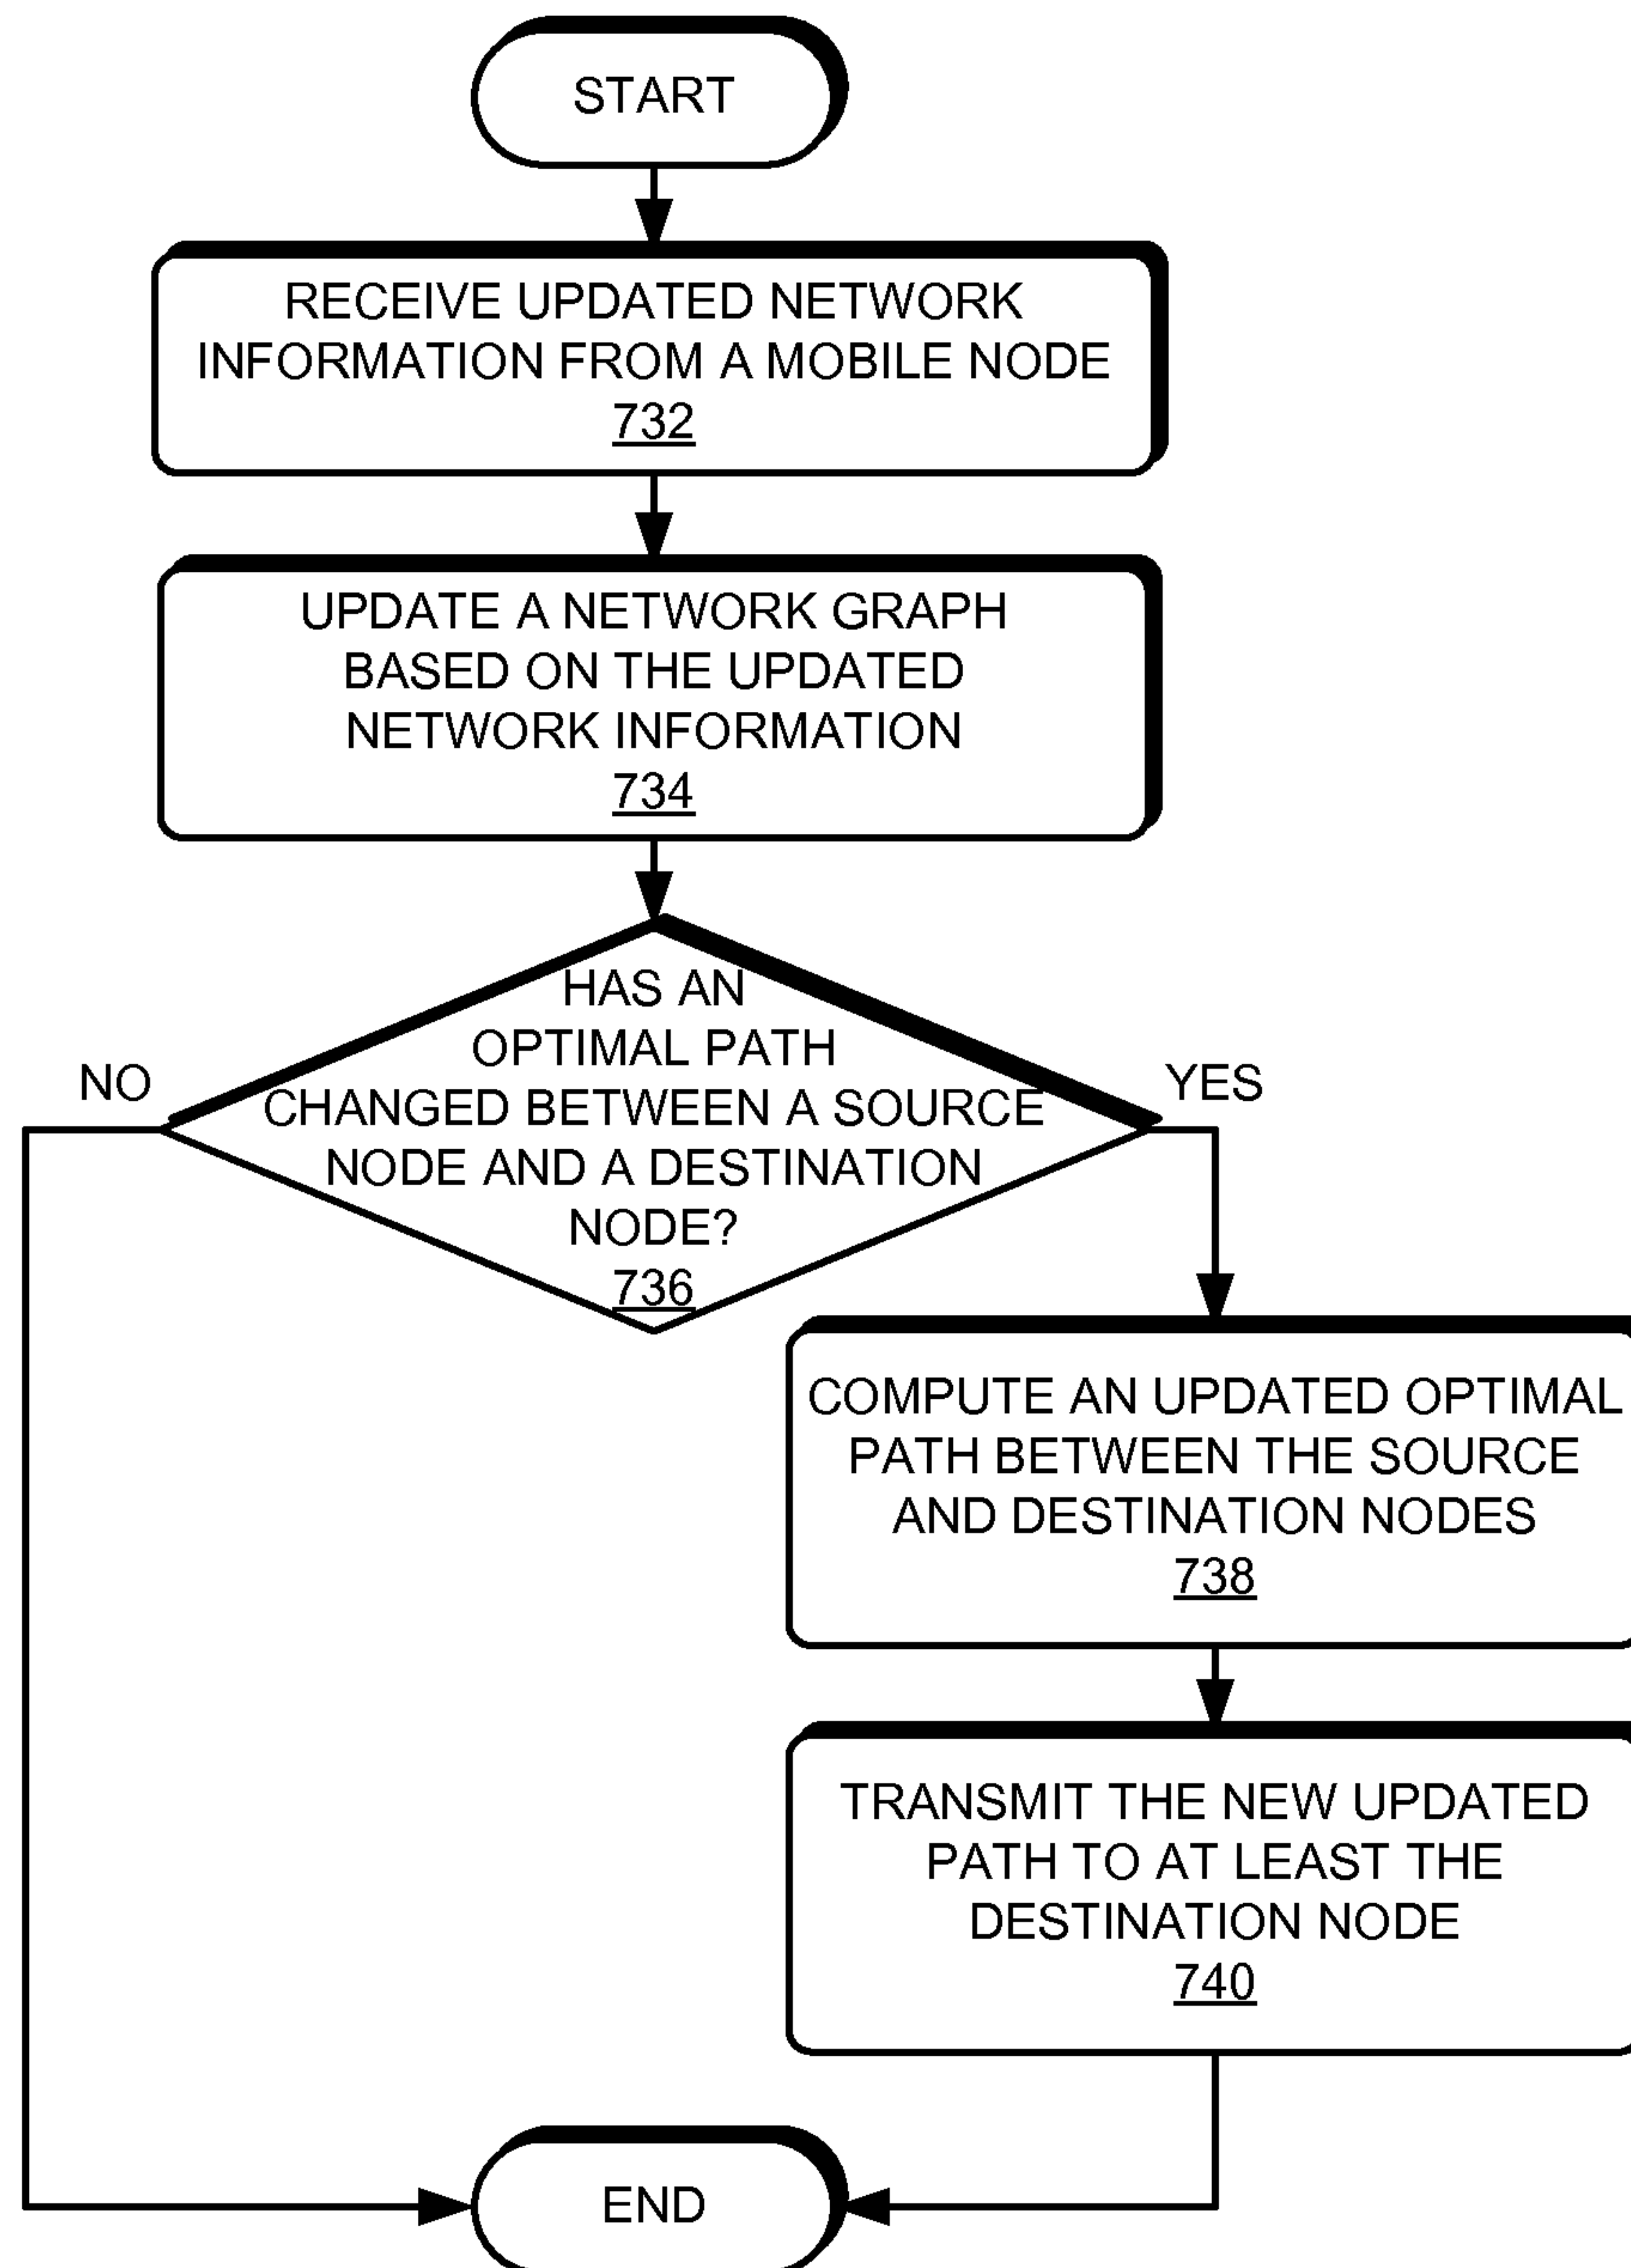 START
RECEIVE UPDATED NETWORK
INFORMATION FROM A MOBILE NODE
732
UPDATE A NETWORK GRAPH
BASED ON THE UPDATED
NETWORK INFORMATION
734
HAS AN
OPTIMAL PATH
CHANGED BETWEEN A SOURCE
NODE AND A DESTINATION
NODE?
736
NO
YES
COMPUTE AN UPDATED OPTIMAL
PATH BETWEEN THE SOURCE
AND DESTINATION NODES
738
TRANSMIT THE NEW UPDATED
PATH TO AT LEAST THE
DESTINATION NODE
740
END